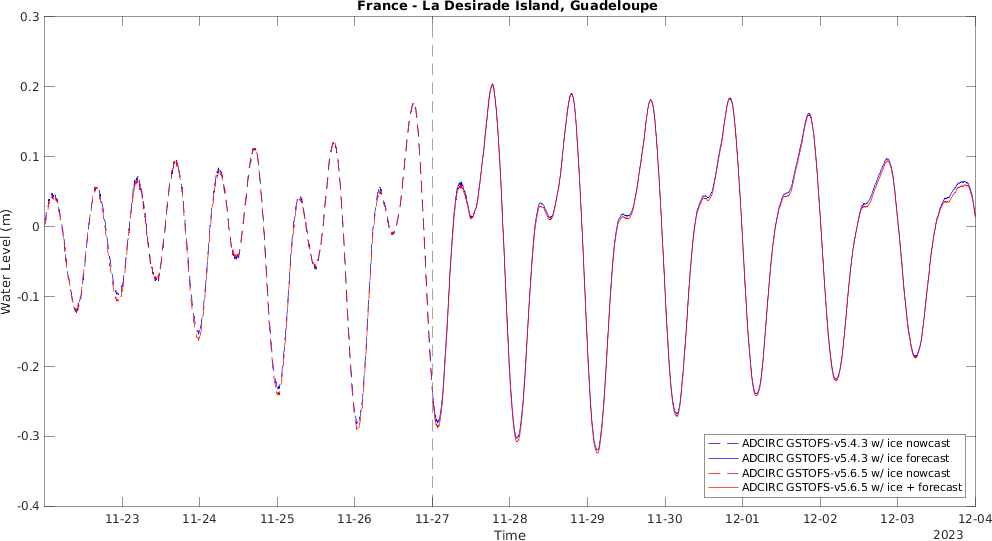 France - La Desirade Island, Guadeloupe
0.3
0.2
0.1
0
-0.1
-0.2
-0.3
-0.4
Water Level (m)
ADCIRC GSTOFS-v5.4.3 w/ ice nowcast
ADCIRC GSTOFS-v5.4.3 w/ ice forecast
ADCIRC GSTOFS-v5.6.5 w/ ice nowcast
ADCIRC GSTOFS-v5.6.5 w/ ice + forecast
11-23 11-24 11-25 11-26 11-27 11-28 11-29 11-30 12-01 12-02 12-03 12-04
Time
2023